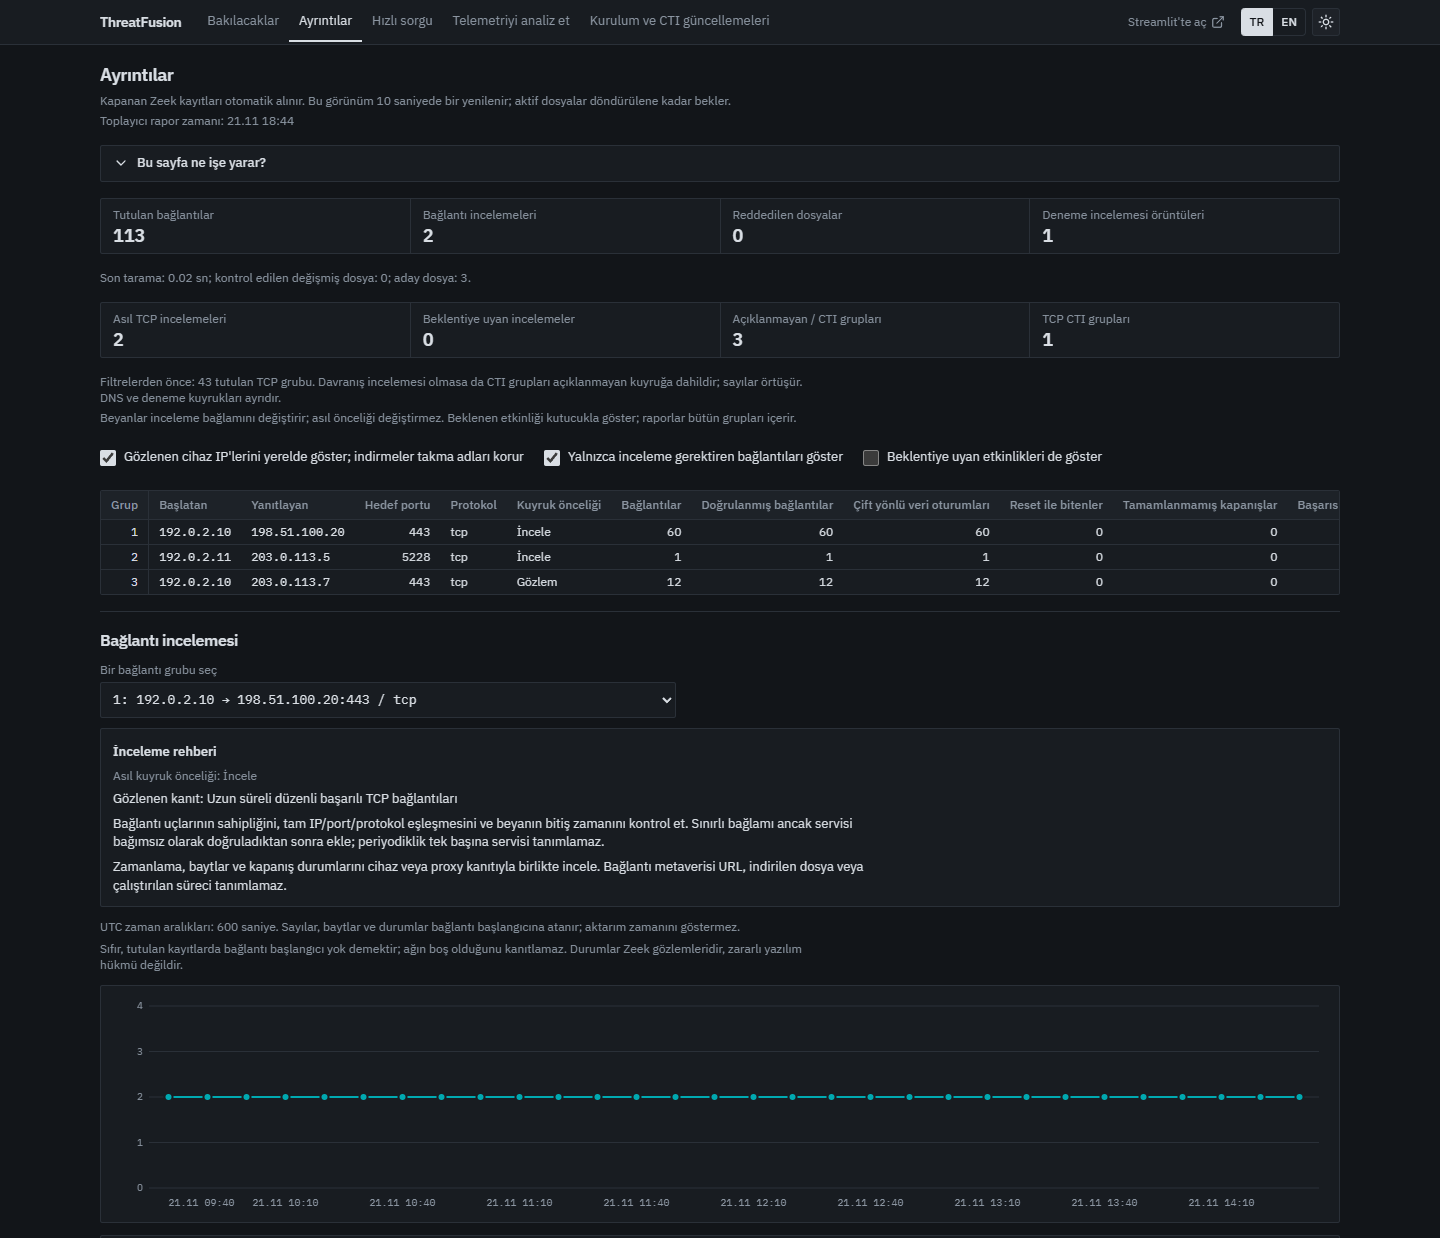 ThreatFusion Bakılacaklar Ayrıntılar Hızlı sorgu Telemetriyi analiz et Kurulum ve CTI güncellemeleri Streamlit'te aç TR EN
Ayrıntılar
Kapanan Zeek kayıtları otomatik alınır. Bu görünüm 10 saniyede bir yenilenir; aktif dosyalar döndürülene kadar bekler.
Toplayıcı rapor zamanı: 21.11 18:44
Bu sayfa ne işe yarar?
Tutulan bağlantılar Bağlantı incelemeleri Reddedilen dosyalar Deneme incelemesi örüntüleri
113 2 0 1
Son tarama: 0.02 sn; kontrol edilen değişmiş dosya: 0; aday dosya: 3.
Asıl TCP incelemeleri Beklentiye uyan incelemeler Açıklanmayan / CTI grupları TCP CTI grupları
2 0 3 1
Filtrelerden önce: 43 tutulan TCP grubu. Davranış incelemesi olmasa da CTI grupları açıklanmayan kuyruğa dahildir; sayılar örtüşür.
DNS ve deneme kuyrukları ayrıdır.
Beyanlar inceleme bağlamını değiştirir; asıl önceliği değiştirmez. Beklenen etkinliği kutucukla göster; raporlar bütün grupları içerir.
Gözlenen cihaz IP'lerini yerelde göster; indirmeler takma adları korur Yalnızca inceleme gerektiren bağlantıları göster Beklentiye uyan etkinlikleri de göster
Grup Başlatan Yanıtlayan Hedef portu Protokol Kuyruk önceliği Bağlantılar Doğrulanmış bağlantılar Çift yönlü veri oturumları Reset ile bitenler Tamamlanmamış kapanışlar Başarıs
1 192.0.2.10 198.51.100.20 443 tcp İncele 60 60 60 0 0
2 192.0.2.11 203.0.113.5 5228 tcp İncele 1 1 1 0 0
3 192.0.2.10 203.0.113.7 443 tcp Gözlem 12 12 12 0 0
Bağlantı incelemesi
Bir bağlantı grubu seç
1: 192.0.2.10 → 198.51.100.20:443 / tcp
İnceleme rehberi
Asıl kuyruk önceliği: İncele
Gözlenen kanıt: Uzun süreli düzenli başarılı TCP bağlantıları
Bağlantı uçlarının sahipliğini, tam IP/port/protokol eşleşmesini ve beyanın bitiş zamanını kontrol et. Sınırlı bağlamı ancak servisi
bağımsız olarak doğruladıktan sonra ekle; periyodiklik tek başına servisi tanımlamaz.
Zamanlama, baytlar ve kapanış durumlarını cihaz veya proxy kanıtıyla birlikte incele. Bağlantı metaverisi URL, indirilen dosya veya
çalıştırılan süreci tanımlamaz.
UTC zaman aralıkları: 600 saniye. Sayılar, baytlar ve durumlar bağlantı başlangıcına atanır; aktarım zamanını göstermez.
Sıfır, tutulan kayıtlarda bağlantı başlangıcı yok demektir; ağın boş olduğunu kanıtlamaz. Durumlar Zeek gözlemleridir, zararlı yazılım
hükmü değildir.
4
3
2
1
0
21.11 09:40 21.11 10:10 21.11 10:40 21.11 11:10 21.11 11:40 21.11 12:10 21.11 12:40 21.11 13:10 21.11 13:40 21.11 14:10